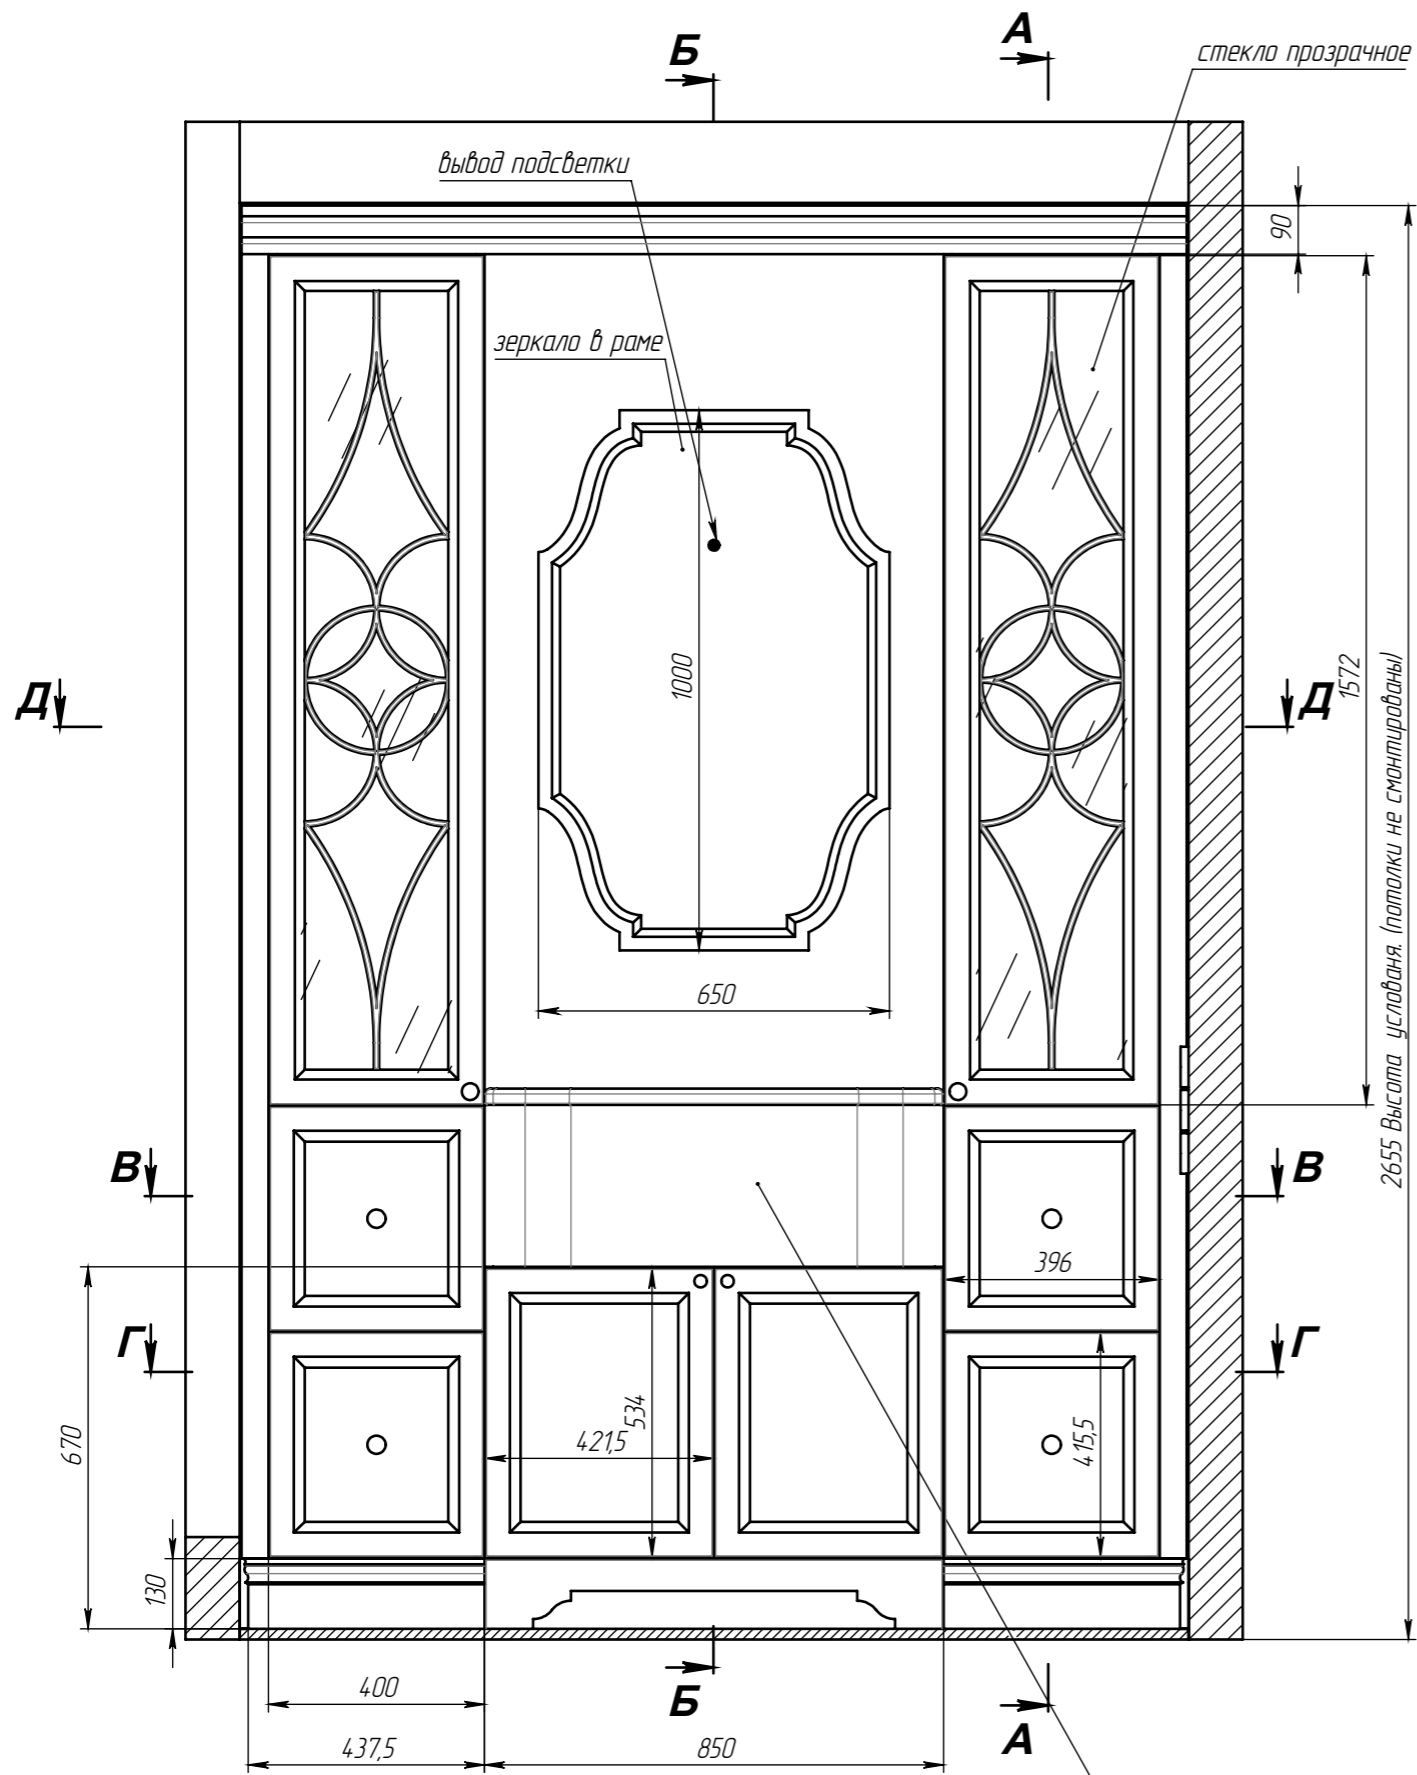 Б
А
стекло прозрачное
вывод подсветки
90
зеркало в раме
1000
1572
2655 Высота услованя. (потолки не смонтированы)
Д
Д
650
В
В
396
Г
Г
670
421,5
534
415,5
130
400
Б
А
437,5
850